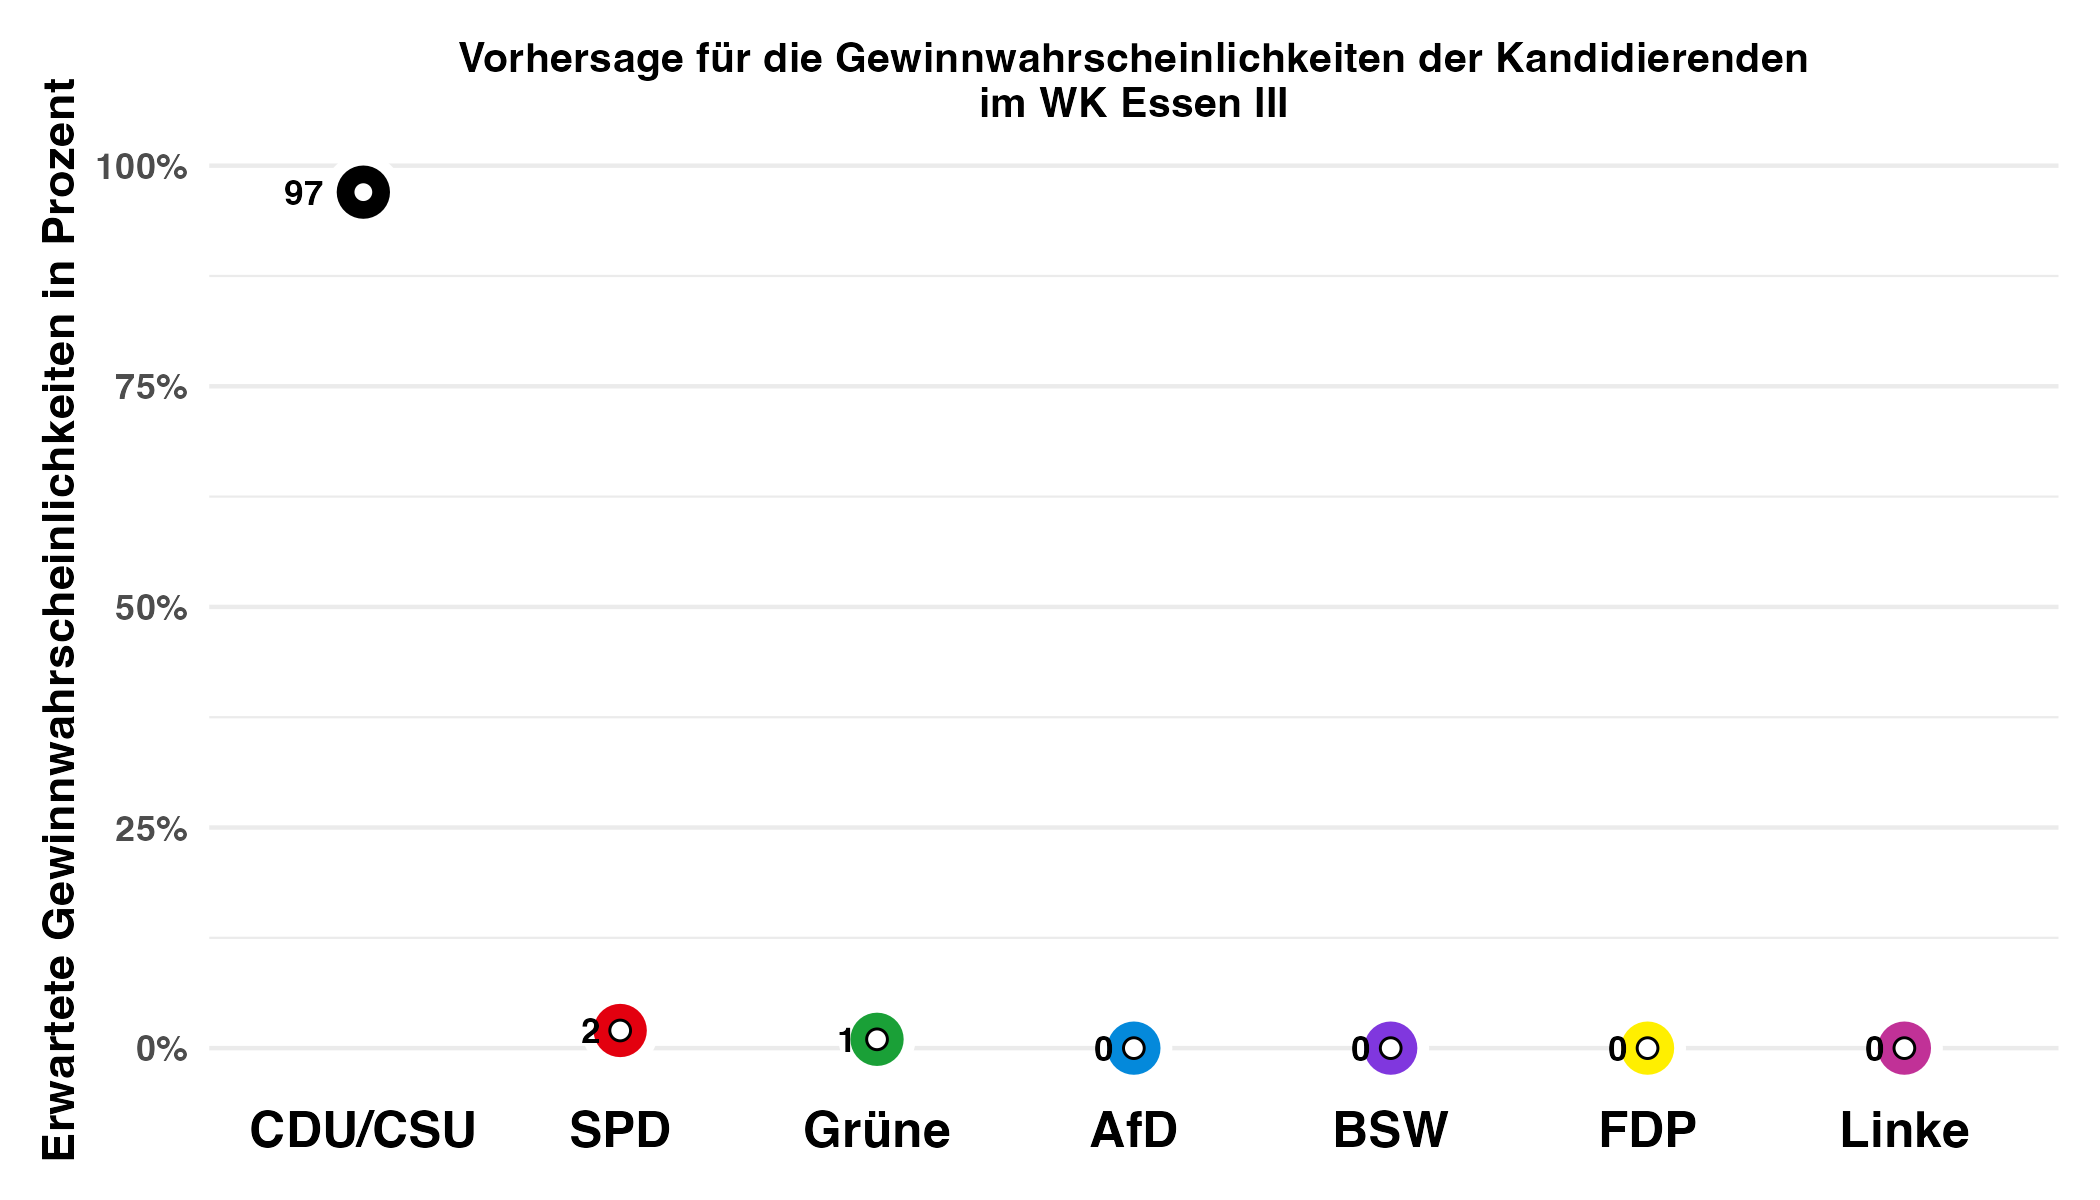 Vorhersage für die Gewinnwahrscheinlichkeiten der Kandidierenden
im WK Essen III
Erwartete Gewinnwahrscheinlichkeiten in Prozent
100%
75%
50%
25%
0%
97
2
1
0
0
0
0
CDU/CSU
SPD
Grüne
AfD
BSW
FDP
Linke